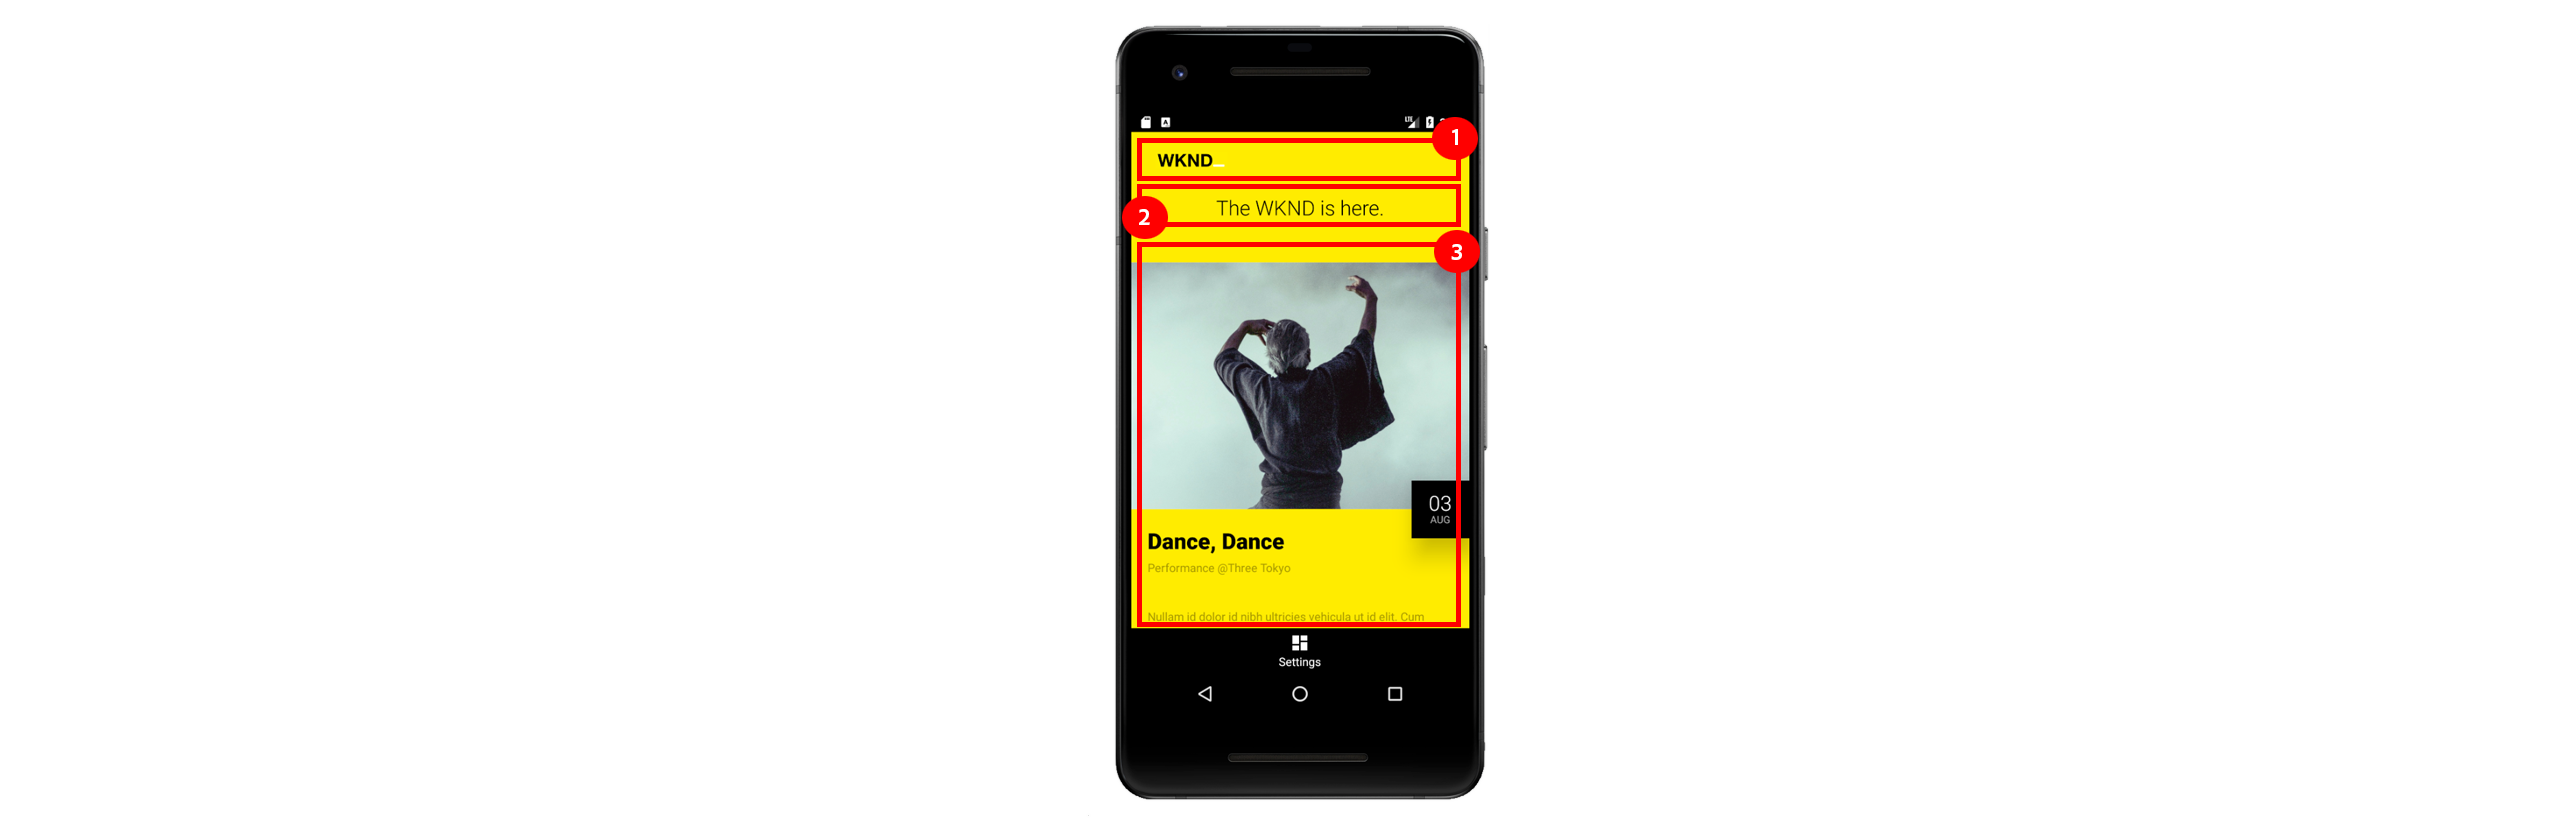 LTE
1
WKND_
The WKND is here.
2
3
03
AUG
Dance, Dance
Performance @Three Tokyo
Nullam id dolor id nibh ultricies vehicula ut id elit. Cum
Settings